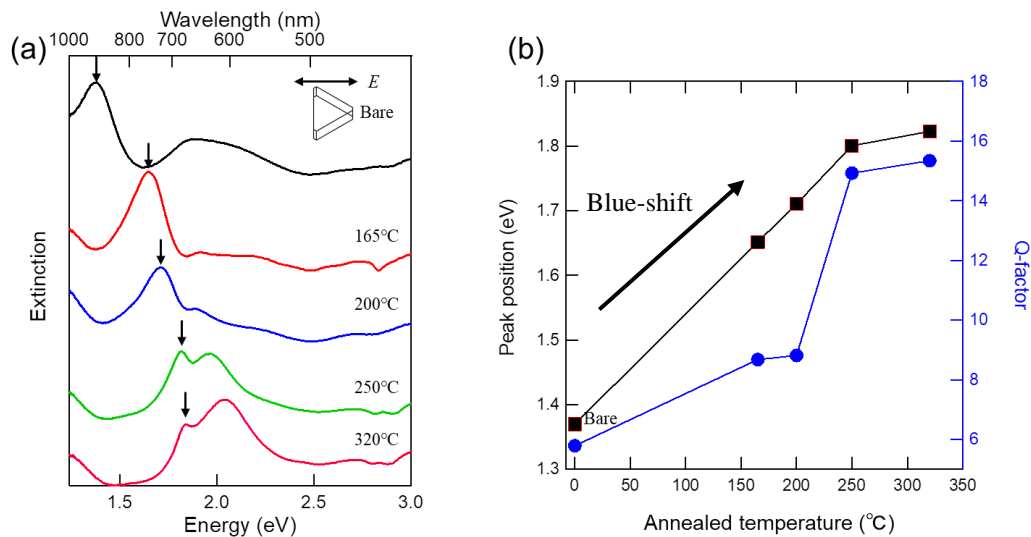 (a)
Wavelength (nm)
1000 800 700 600 500
E
Bare
165°C
200°C
250°C
320°C
Extinction
1.5 2.0 2.5 3.0
Energy (eV)
(b)
1.9
1.8
1.7
1.6
1.5
1.4
1.3
Peak position (eV)
Blue-shift
Bare
18
16
14
12
10
8
6
Q-factor
0 50 100 150 200 250 300 350
Annealed temperature (℃)